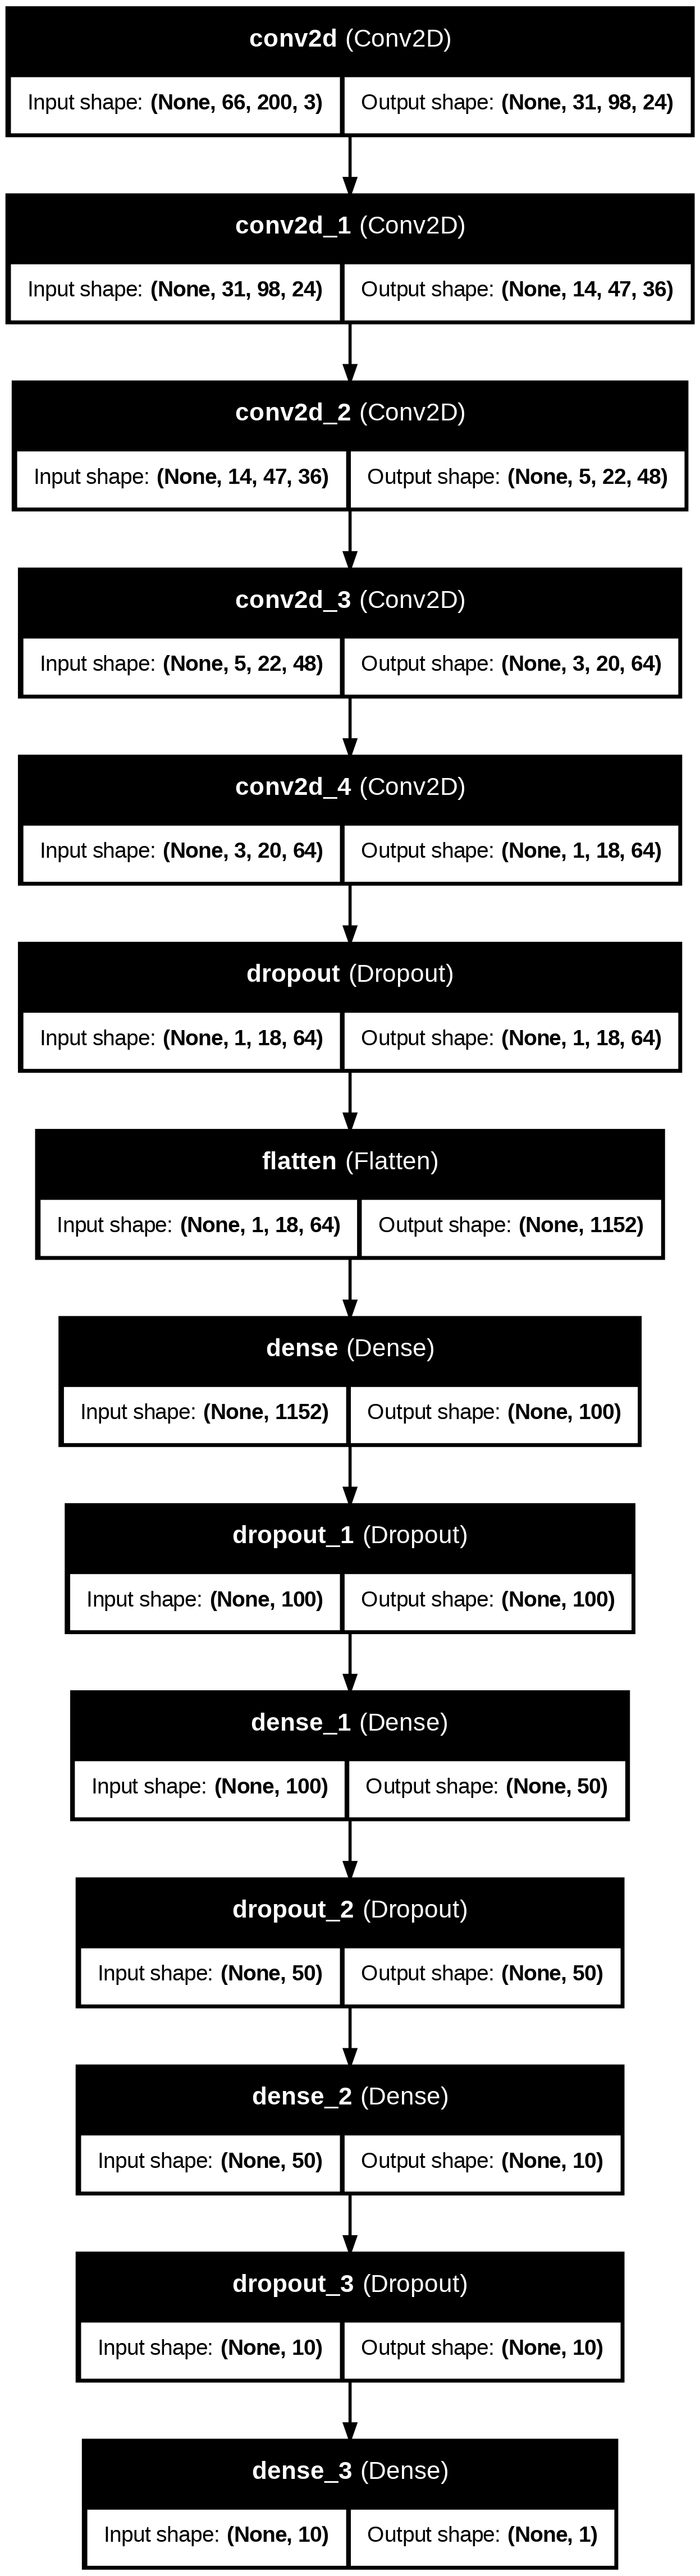 conv2d (Conv2D)
Input shape: (None, 66, 200, 3) Output shape: (None, 31, 98, 24)
conv2d_1 (Conv2D)
Input shape: (None, 31, 98, 24) Output shape: (None, 14, 47, 36)
conv2d_2 (Conv2D)
Input shape: (None, 14, 47, 36) Output shape: (None, 5, 22, 48)
conv2d_3 (Conv2D)
Input shape: (None, 5, 22, 48) Output shape: (None, 3, 20, 64)
conv2d_4 (Conv2D)
Input shape: (None, 3, 20, 64) Output shape: (None, 1, 18, 64)
dropout (Dropout)
Input shape: (None, 1, 18, 64) Output shape: (None, 1, 18, 64)
flatten (Flatten)
Input shape: (None, 1, 18, 64) Output shape: (None, 1152)
dense (Dense)
Input shape: (None, 1152) Output shape: (None, 100)
dropout_1 (Dropout)
Input shape: (None, 100) Output shape: (None, 100)
dense_1 (Dense)
Input shape: (None, 100) Output shape: (None, 50)
dropout_2 (Dropout)
Input shape: (None, 50) Output shape: (None, 50)
dense_2 (Dense)
Input shape: (None, 50) Output shape: (None, 10)
dropout_3 (Dropout)
Input shape: (None, 10) Output shape: (None, 10)
dense_3 (Dense)
Input shape: (None, 10) Output shape: (None, 1)